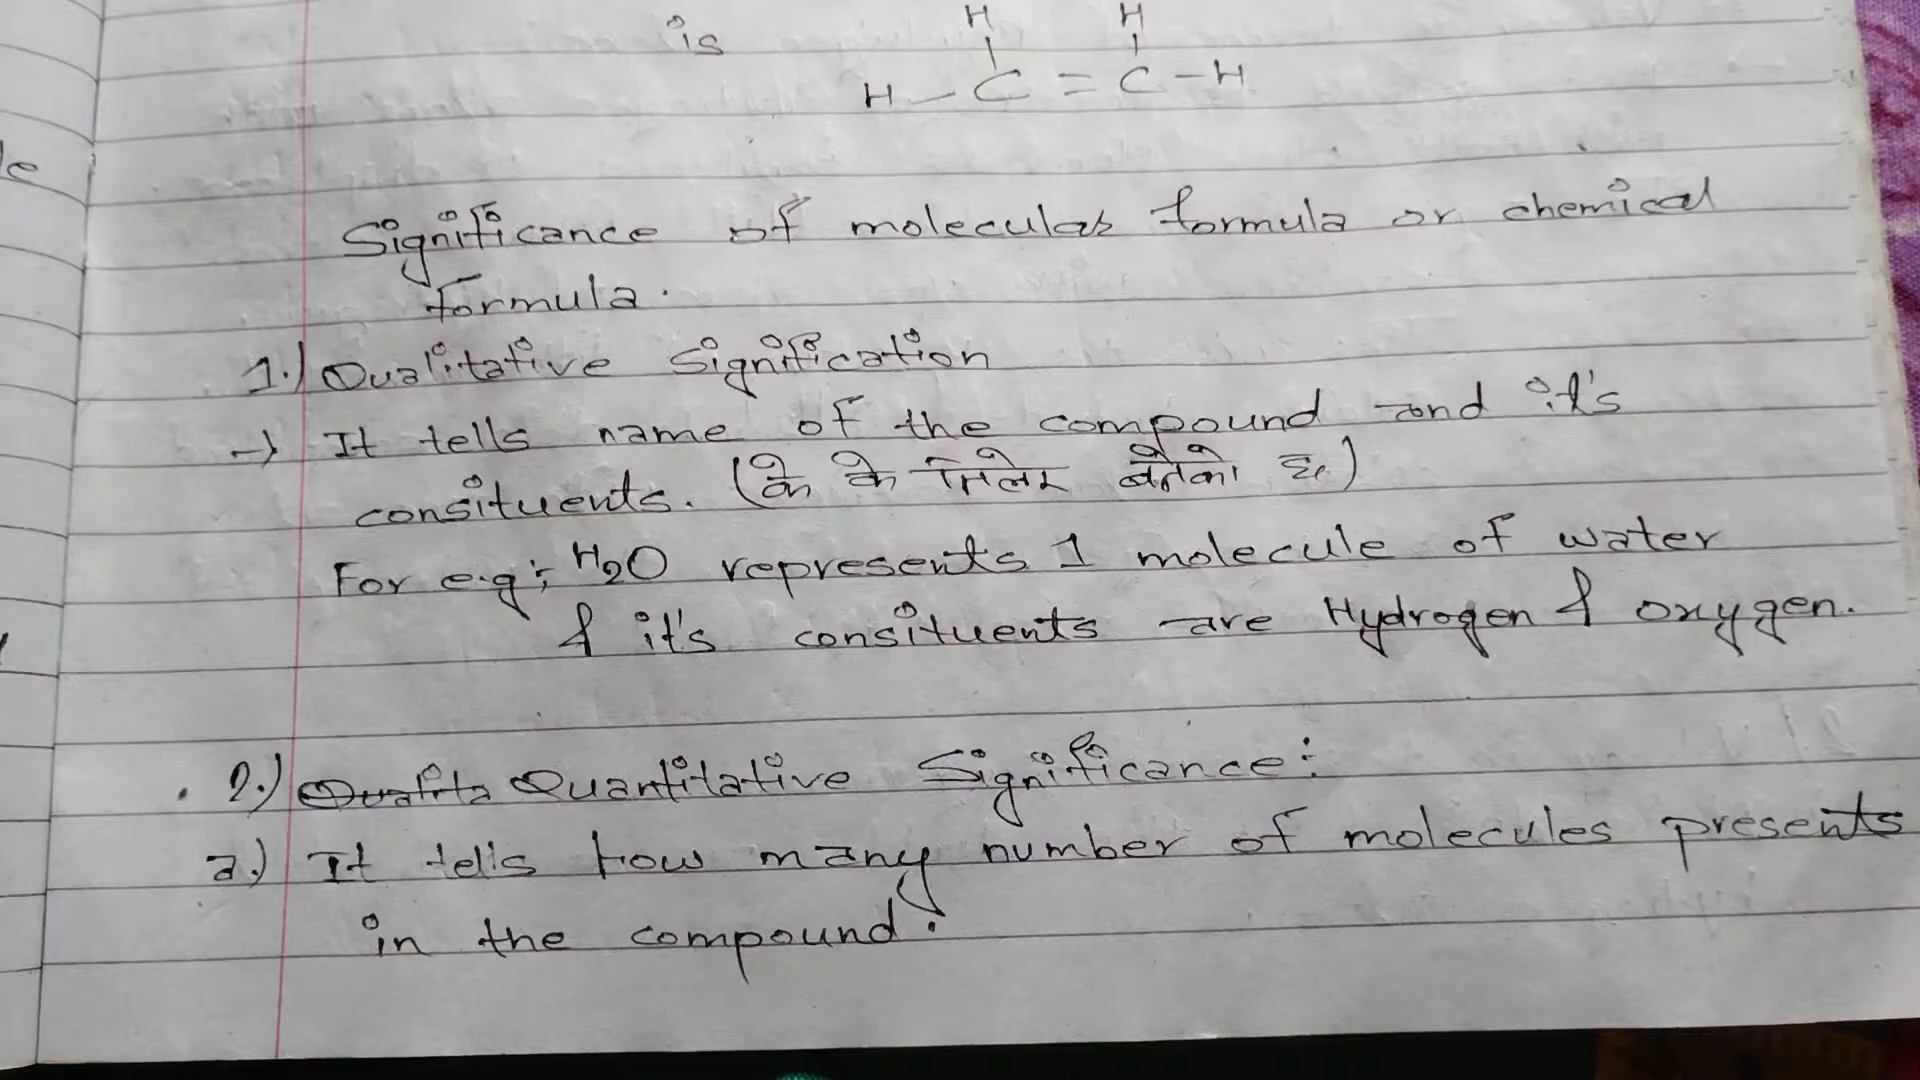 is
H H
H - C = C - H
Significance of molecular formula or chemical
formula.
1.) Qualitative signification
→ It tells name of the compound and it's
consituents. (के के मिलेर बनेको छ)
For e.g; H₂O represents 1 molecule of water
& it's consituents are Hydrogen & oxygen.
2.) Qualita Quantitative Significance:
a.) It tells how many number of molecules presents
in the compound.